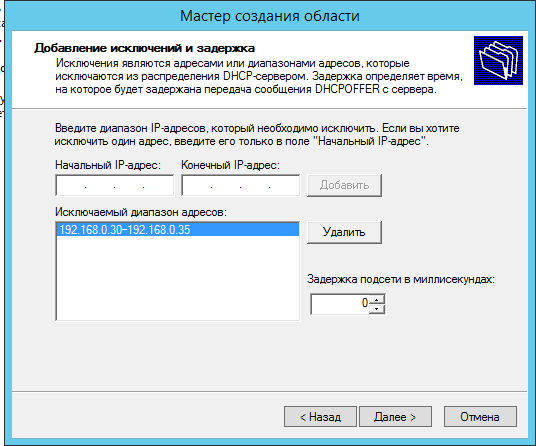 Мастер создания области
Добавление исключений и задержка
Исключения являются адресами или диапазонами адресов, которые
исключаются из распределения DHCP-сервером. Задержка определяет время,
на которое будет задержана передача сообщения DHCPOFFER с сервера.
Введите диапазон IP-адресов, который необходимо исключить. Если вы хотите
исключить один адрес, введите его только в поле "Начальный IP-адрес".
Начальный IP-адрес:
Конечный IP-адрес:
. . .
. . .
Добавить
Исключаемый диапазон адресов:
192.168.0.30-192.168.0.35
Удалить
Задержка подсети в миллисекундах:
0
< Назад
Далее >
Отмена